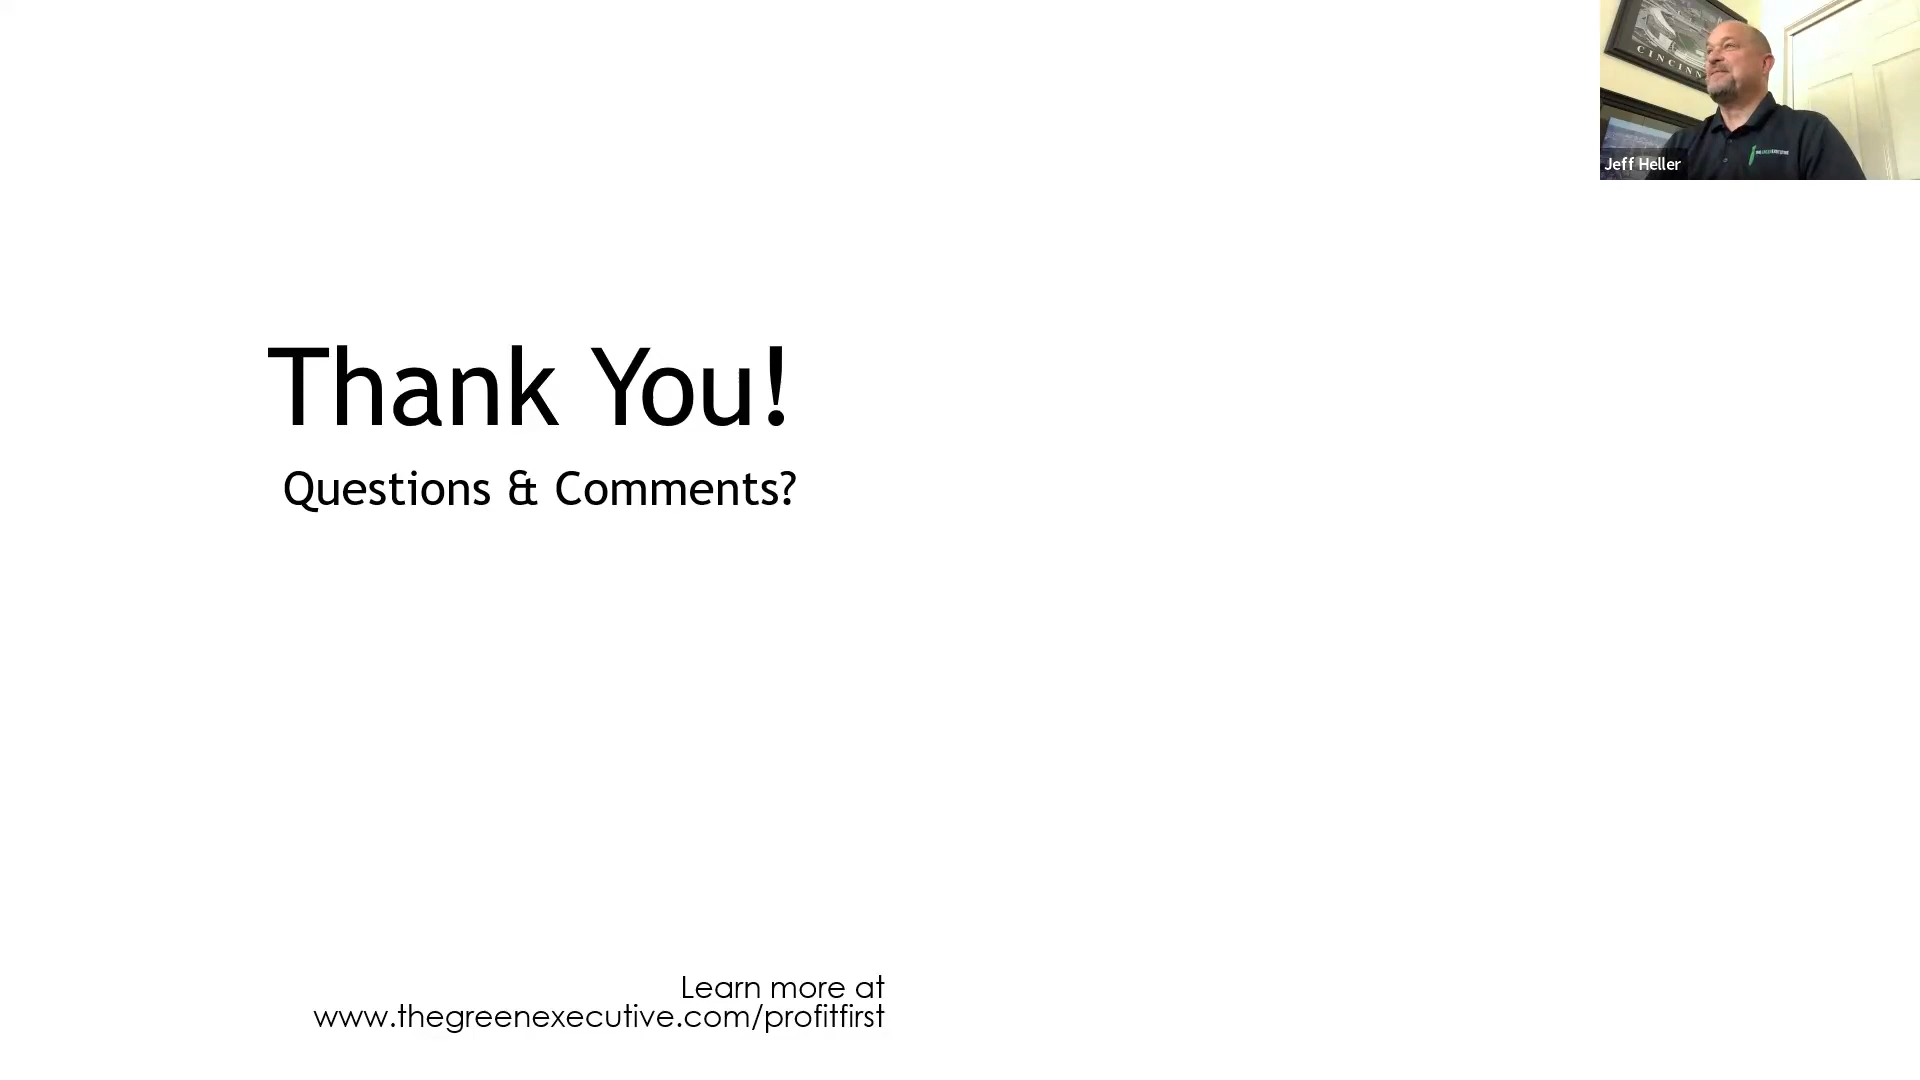 Thank You!
Questions & Comments?
Learn more at
www.thegreenexecutive.com/profitfirst
Jeff Heller